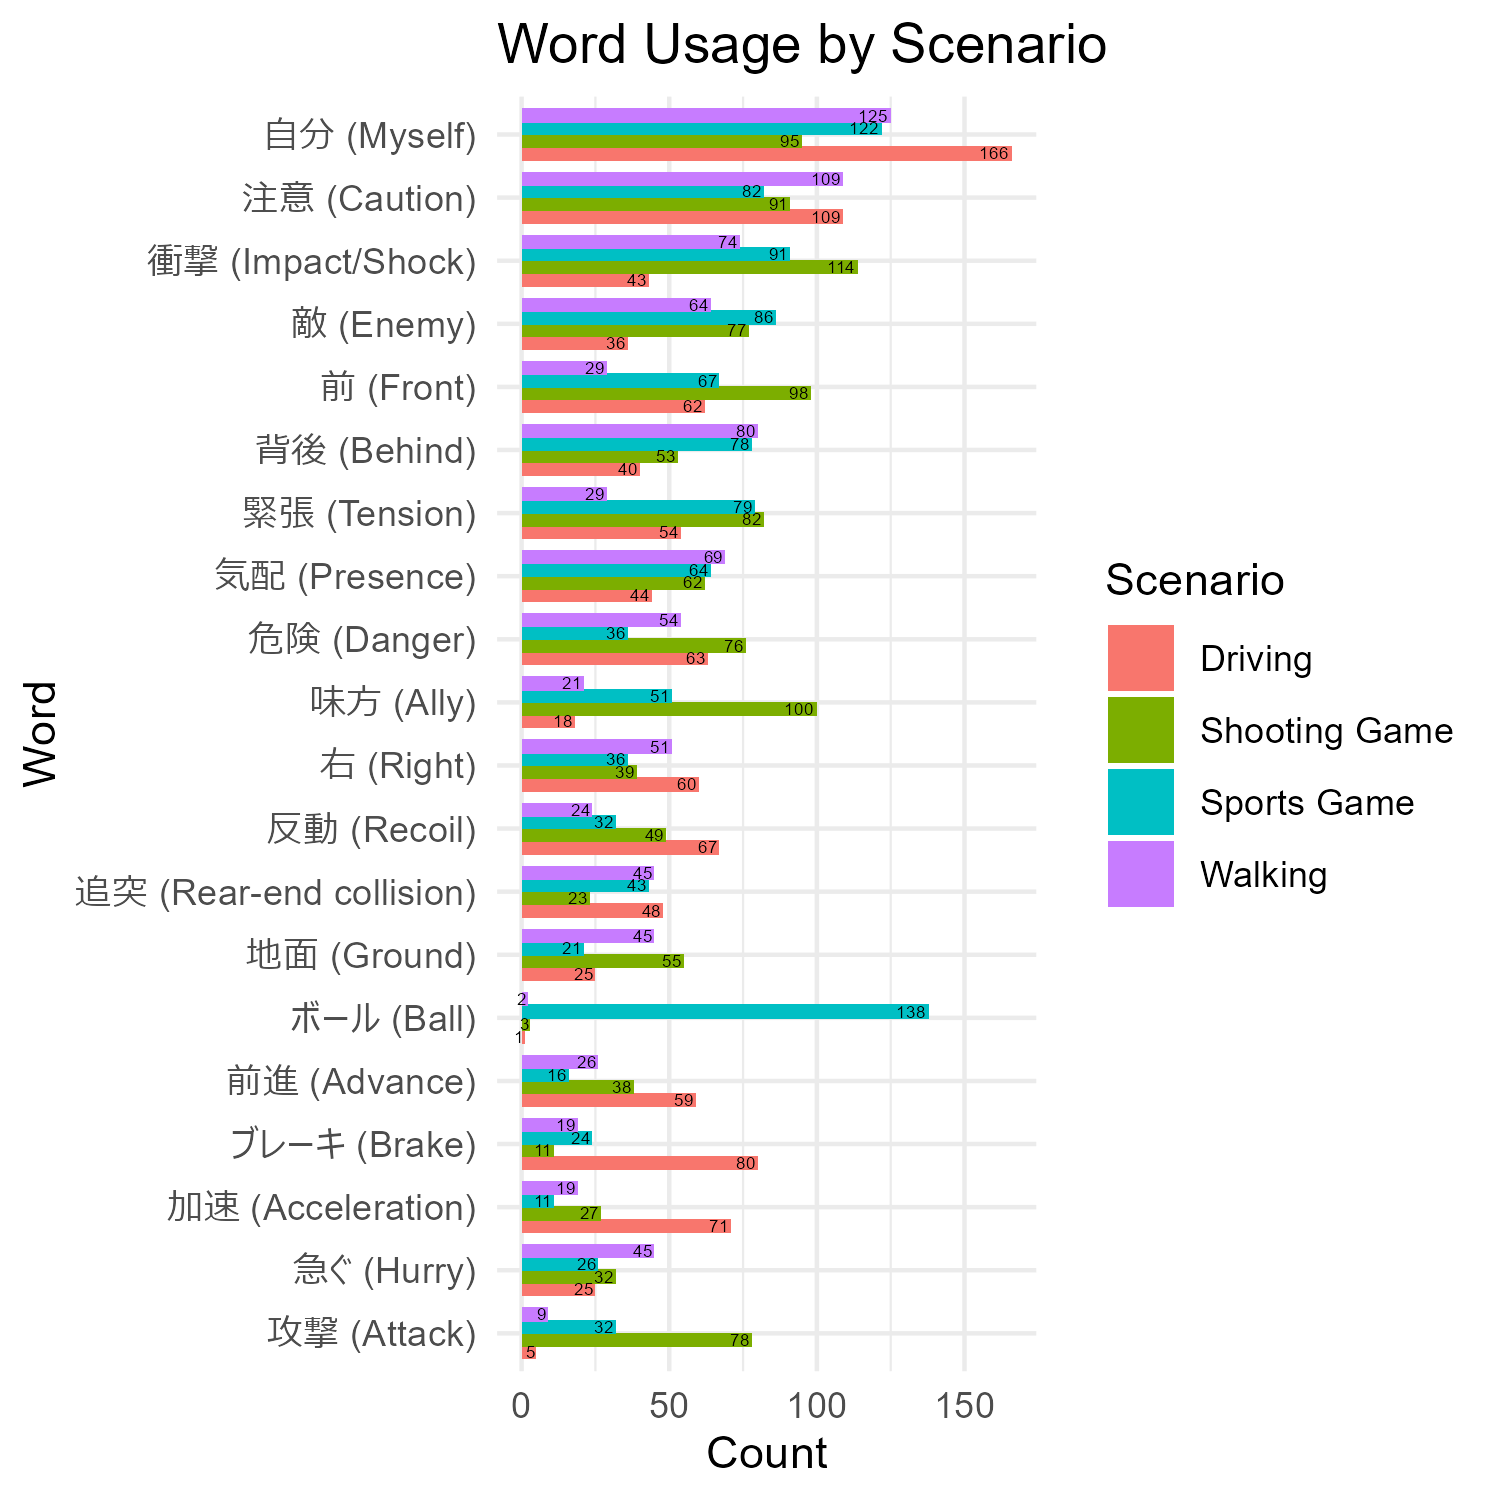 Word Usage by Scenario
自分 (Myself)
125
122
95
166
注意 (Caution)
109
82
91
109
衝撃 (Impact/Shock)
74
91
114
43
敵 (Enemy)
64
86
77
36
前 (Front)
29
67
98
62
背後 (Behind)
80
78
53
40
緊張 (Tension)
29
79
82
54
気配 (Presence)
69
64
62
44
危険 (Danger)
54
36
76
63
味方 (Ally)
21
51
100
18
右 (Right)
51
36
39
60
反動 (Recoil)
24
32
49
67
追突 (Rear-end collision)
45
43
23
48
地面 (Ground)
45
21
55
25
ボール (Ball)
2
138
3
1
前進 (Advance)
26
16
38
59
ブレーキ (Brake)
19
24
11
80
加速 (Acceleration)
19
11
27
71
急ぐ (Hurry)
45
26
32
25
攻撃 (Attack)
9
32
78
5
Word
0 50 100 150
Count
Scenario
Driving
Shooting Game
Sports Game
Walking